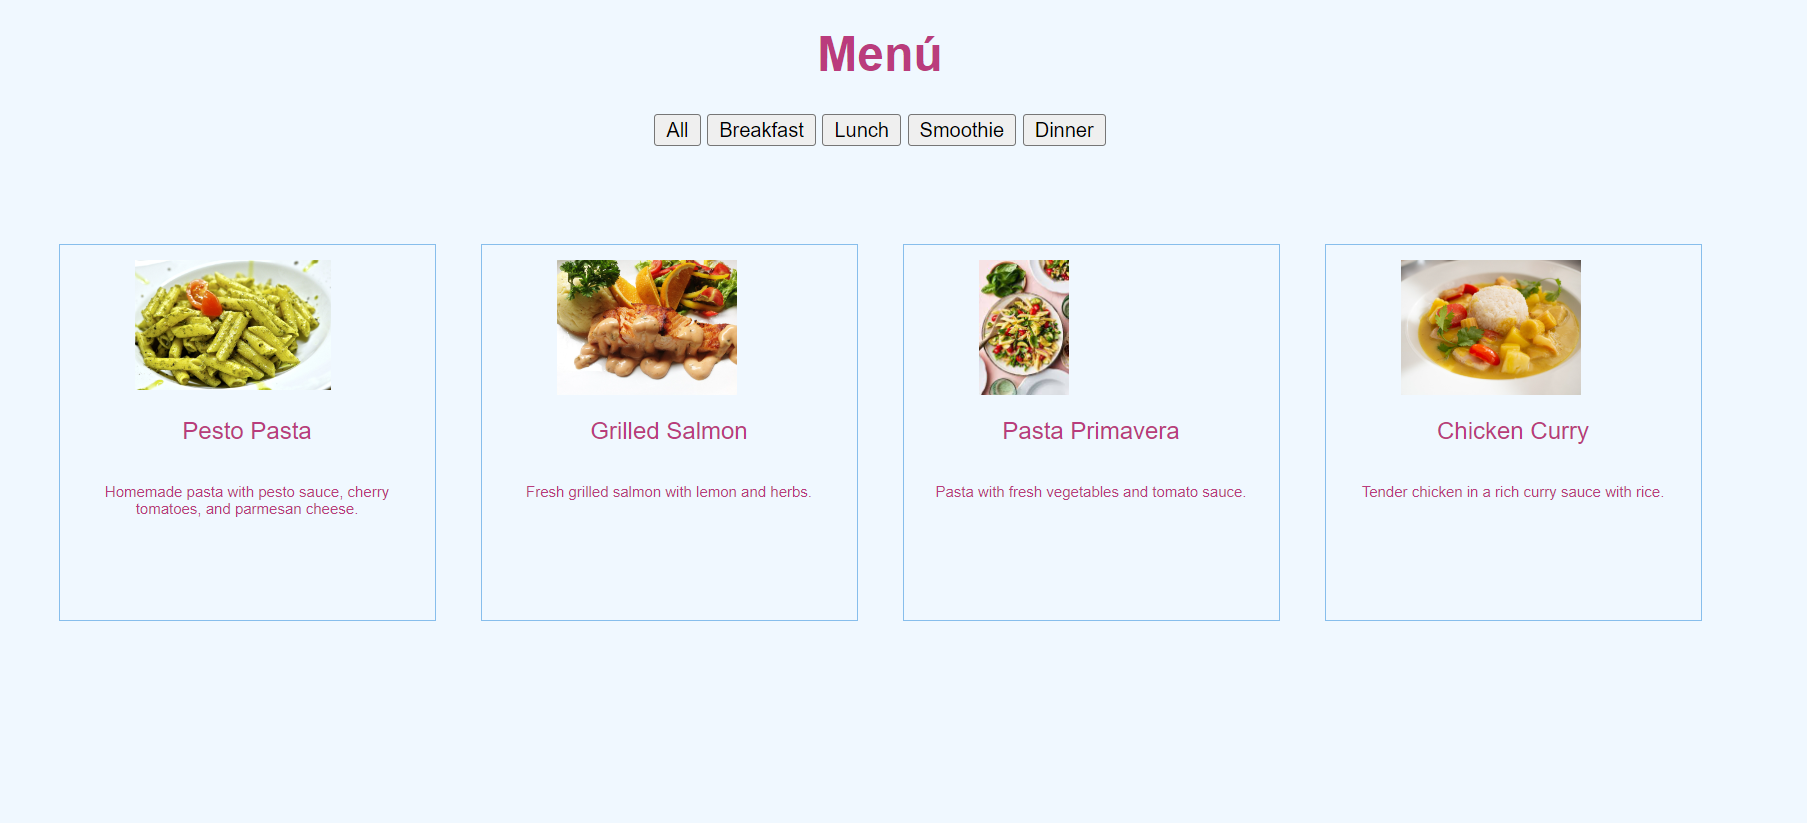 Menú
All Breakfast Lunch Smoothie Dinner
Pesto Pasta
Homemade pasta with pesto sauce, cherry
tomatoes, and parmesan cheese.
Grilled Salmon
Fresh grilled salmon with lemon and herbs.
Pasta Primavera
Pasta with fresh vegetables and tomato sauce.
Chicken Curry
Tender chicken in a rich curry sauce with rice.